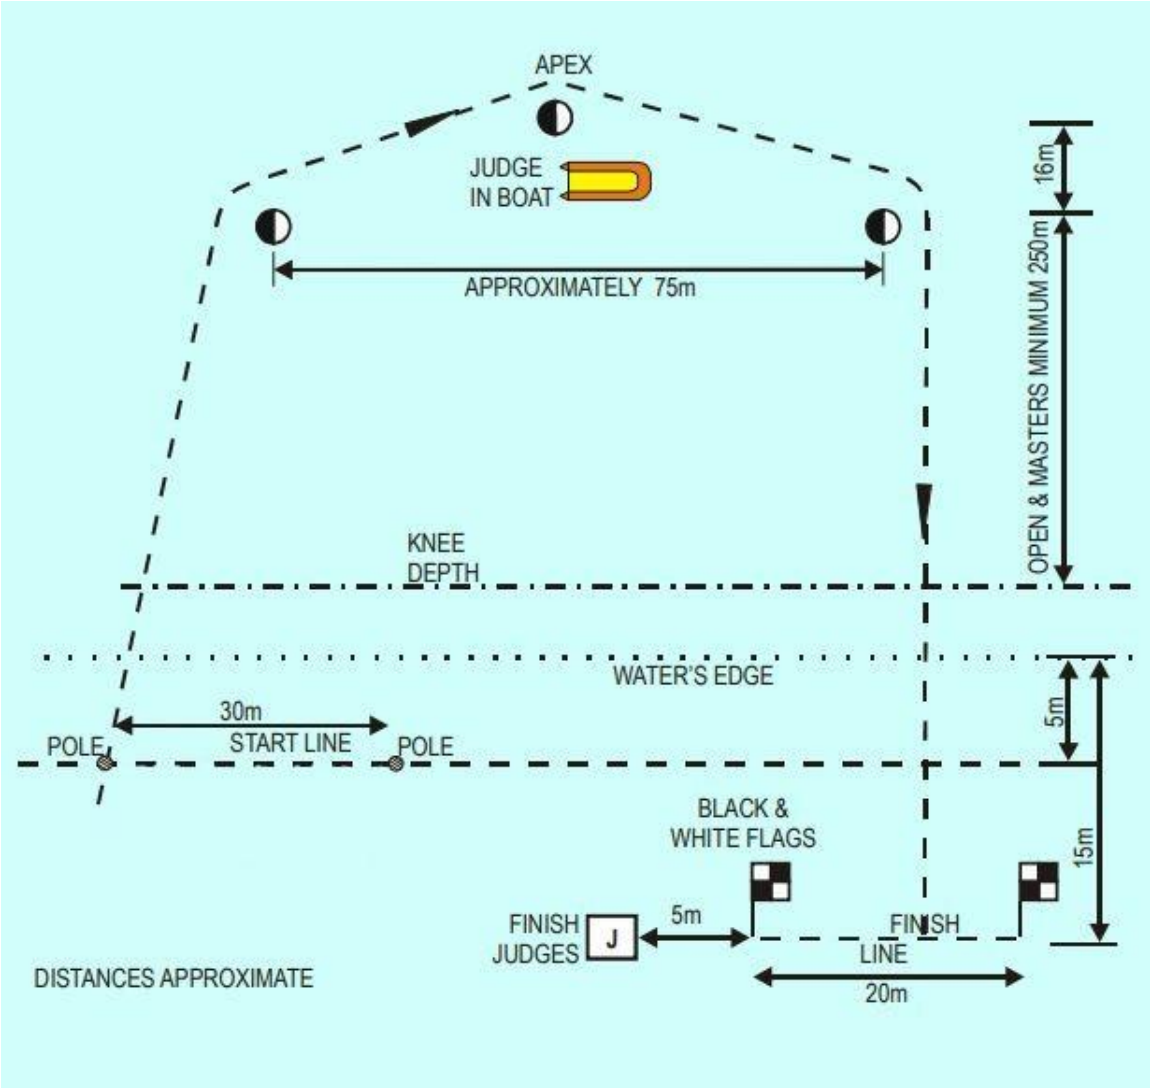 APEX
JUDGE
IN BOAT
16m
APPROXIMATELY 75m
OPEN & MASTERS MINIMUM 250m
KNEE
DEPTH
WATER'S EDGE
30m
5m
POLE
START LINE
POLE
BLACK &
WHITE FLAGS
15m
FINISH
JUDGES
J
5m
FINISH
LINE
20m
DISTANCES APPROXIMATE